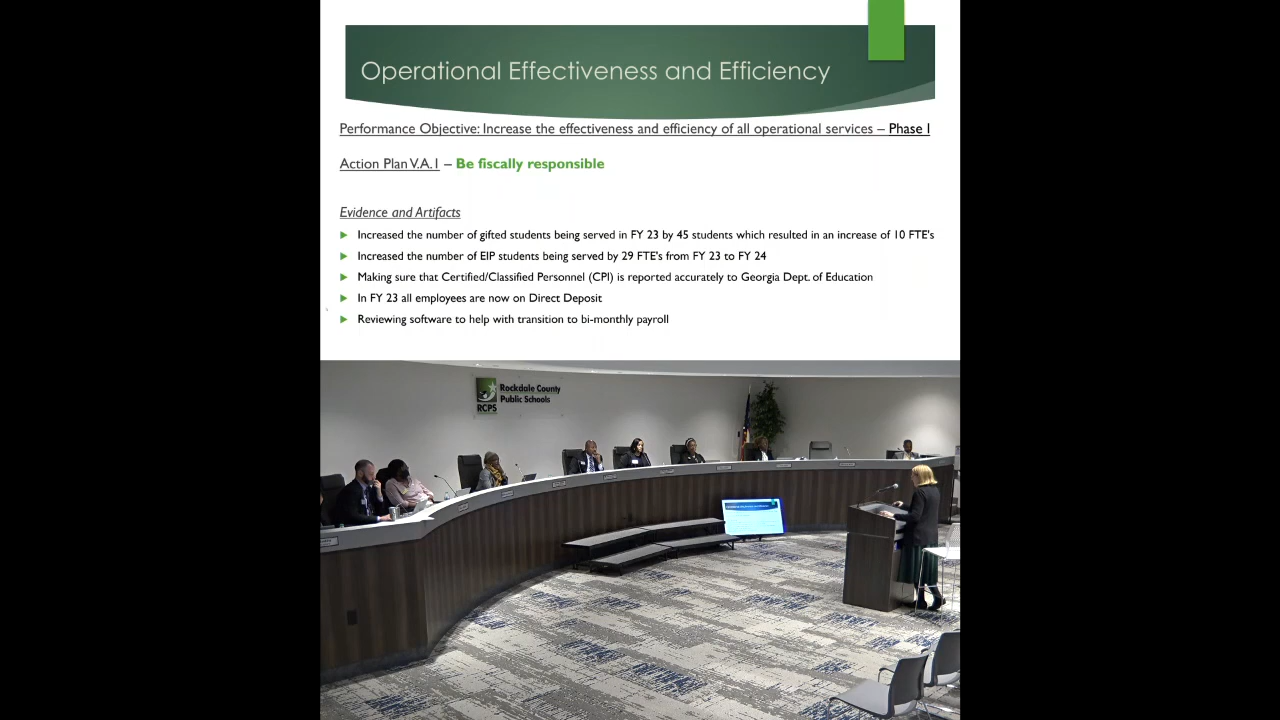 Operational Effectiveness and Efficiency
Performance Objective: Increase the effectiveness and efficiency of all operational services – Phase I
Action Plan V.A.1 – Be fiscally responsible
Evidence and Artifacts
Increased the number of gifted students being served in FY 23 by 45 students which resulted in an increase of 10 FTE's
Increased the number of EIP students being served by 29 FTE's from FY 23 to FY 24
Making sure that Certified/Classified Personnel (CPI) is reported accurately to Georgia Dept. of Education
In FY 23 all employees are now on Direct Deposit
Reviewing software to help with transition to bi-monthly payroll
RCPS
Rockdale County
Public Schools